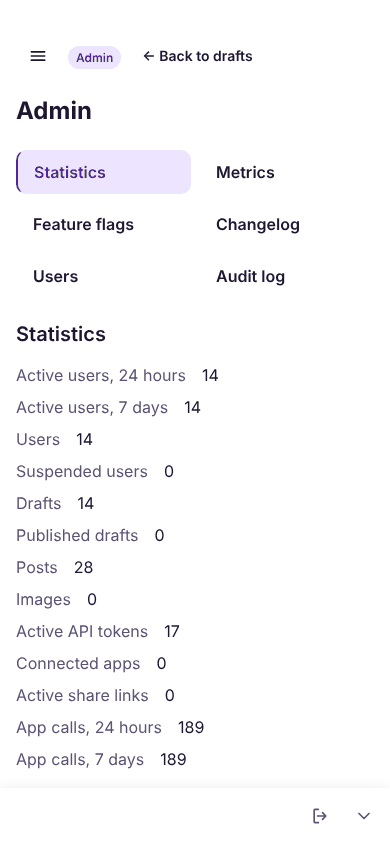 Admin
← Back to drafts
Admin
Statistics
Metrics
Feature flags
Changelog
Users
Audit log
Statistics
Active users, 24 hours 14
Active users, 7 days 14
Users 14
Suspended users 0
Drafts 14
Published drafts 0
Posts 28
Images 0
Active API tokens 17
Connected apps 0
Active share links 0
App calls, 24 hours 189
App calls, 7 days 189